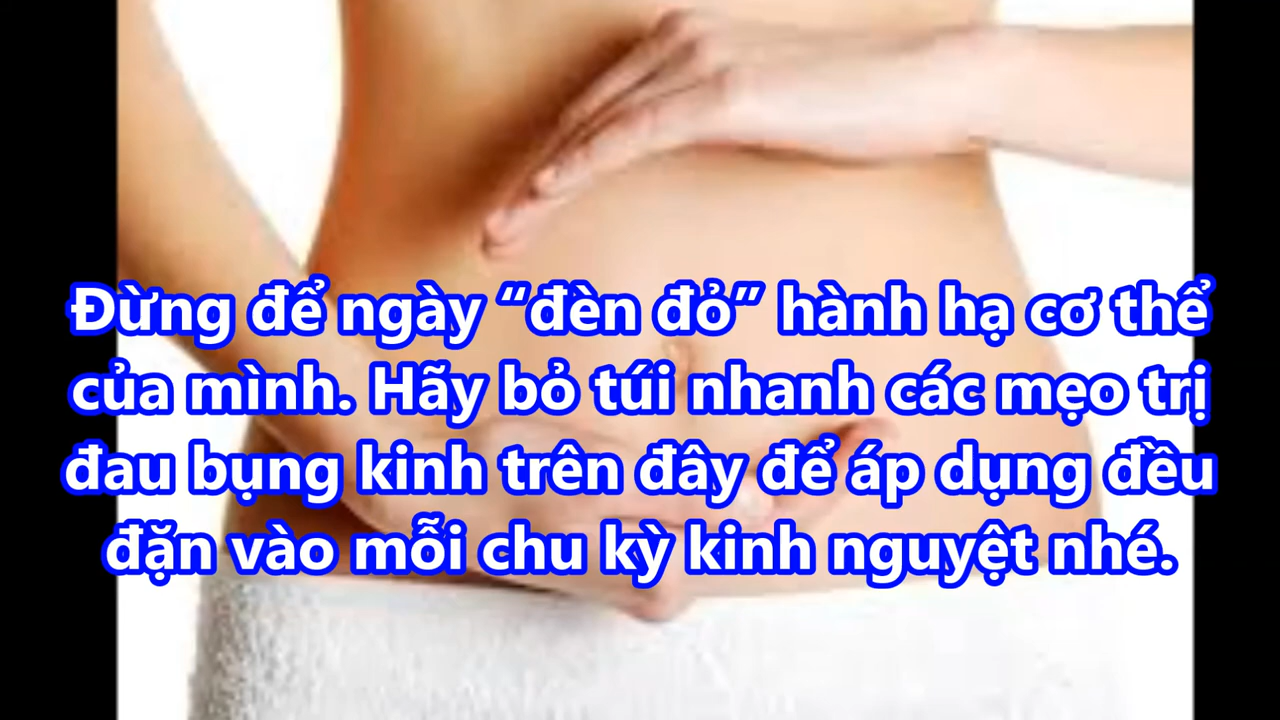 Đừng để ngày “đèn đỏ” hành hạ cơ thể
của mình. Hãy bỏ túi nhanh các mẹo trị
đau bụng kinh trên đây để áp dụng đều
đặn vào mỗi chu kỳ kinh nguyệt nhé.